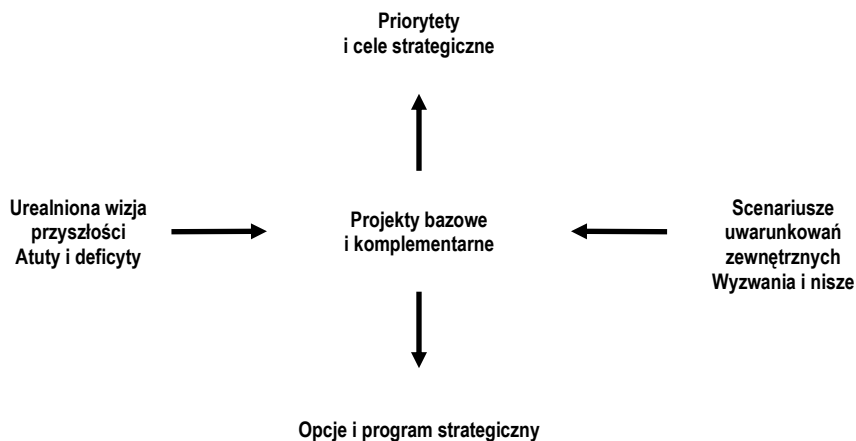 Priorytety
i cele strategiczne
Urealniona wizja
przyszłości
Atuty i deficyty
Projekty bazowe
i komplementarne
Scenariusze
uwarunkowań
zewnętrznych
Wyzwania i nisze
Opcje i program strategiczny